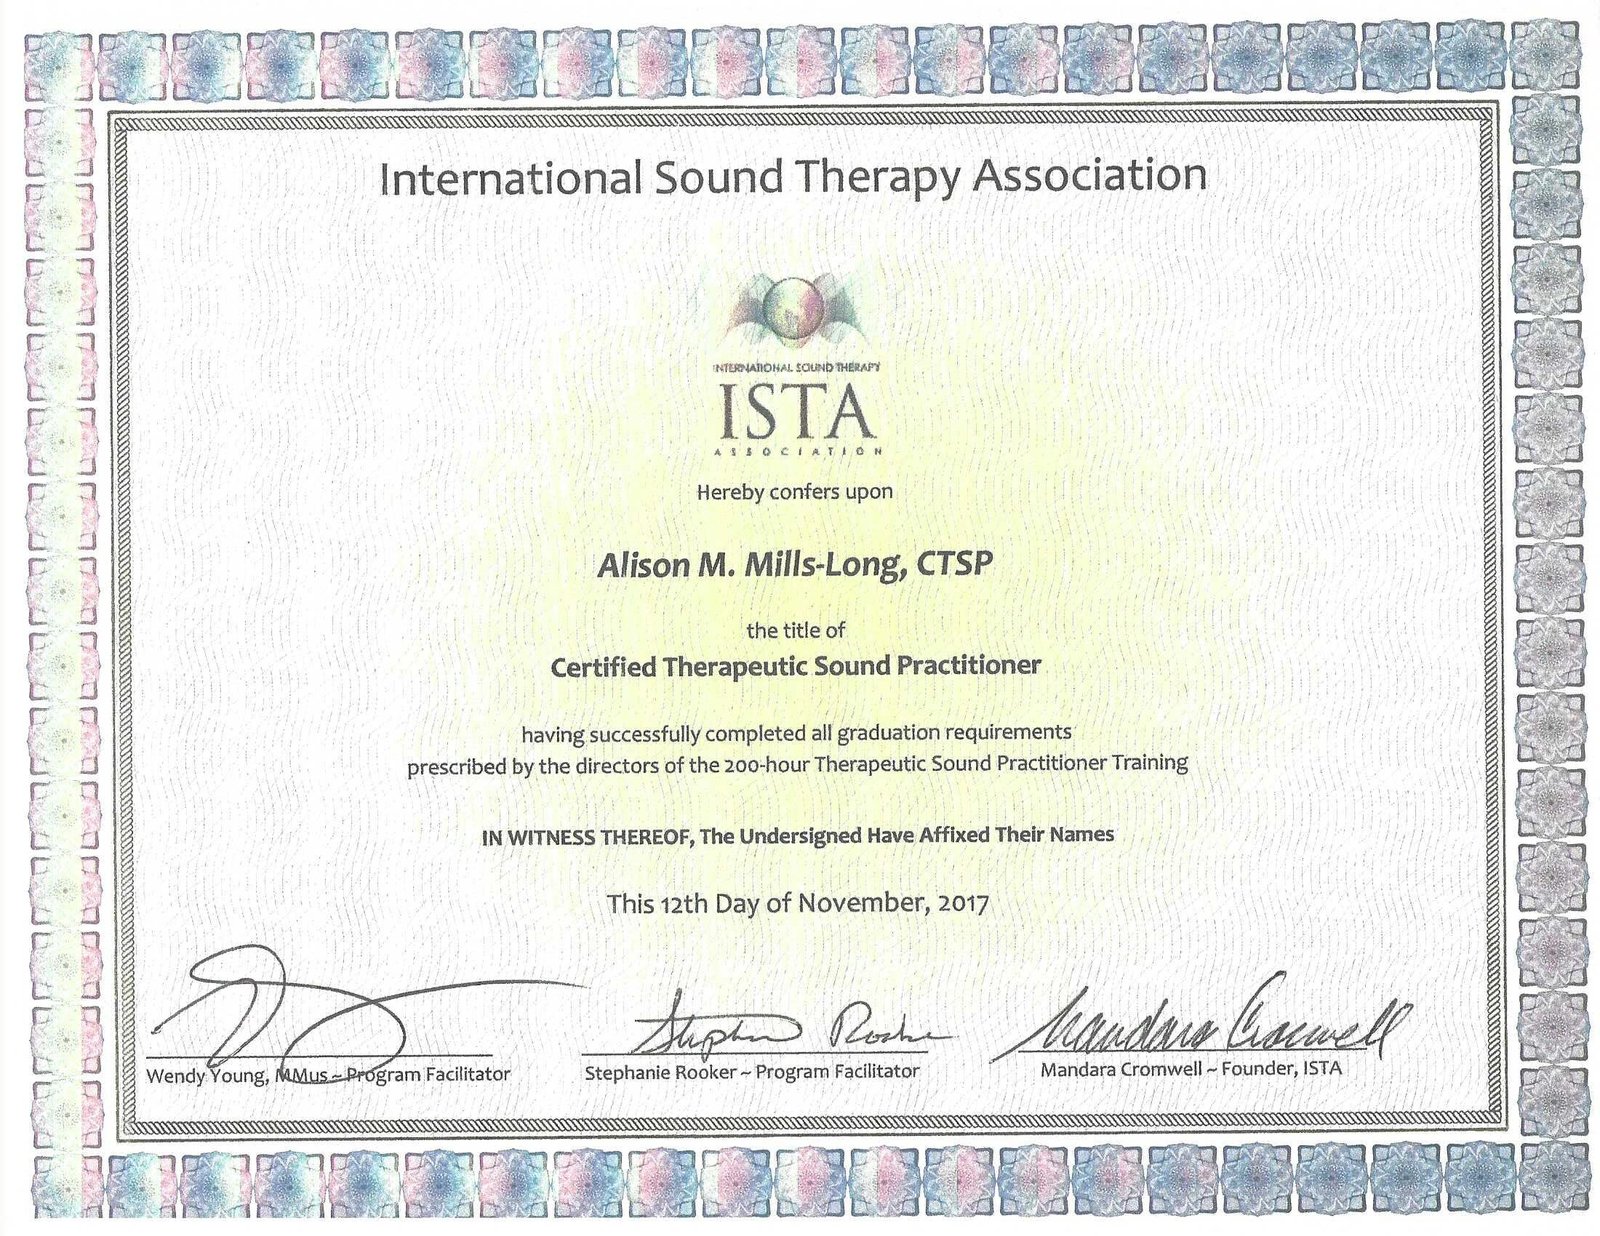 International Sound Therapy Association
INTERNATIONAL SOUND THERAPY
ISTA
ASSOCIATION
Hereby confers upon
Alison M. Mills-Long, CTSP
the title of
Certified Therapeutic Sound Practitioner
having successfully completed all graduation requirements
prescribed by the directors of the 200-hour Therapeutic Sound Practitioner Training
IN WITNESS THEREOF, The Undersigned Have Affixed Their Names
This 12th Day of November, 2017
Stephanie Rooker
Mandara Cromwell
Wendy Young, MMus ~ Program Facilitator
Stephanie Rooker ~ Program Facilitator
Mandara Cromwell ~ Founder, ISTA